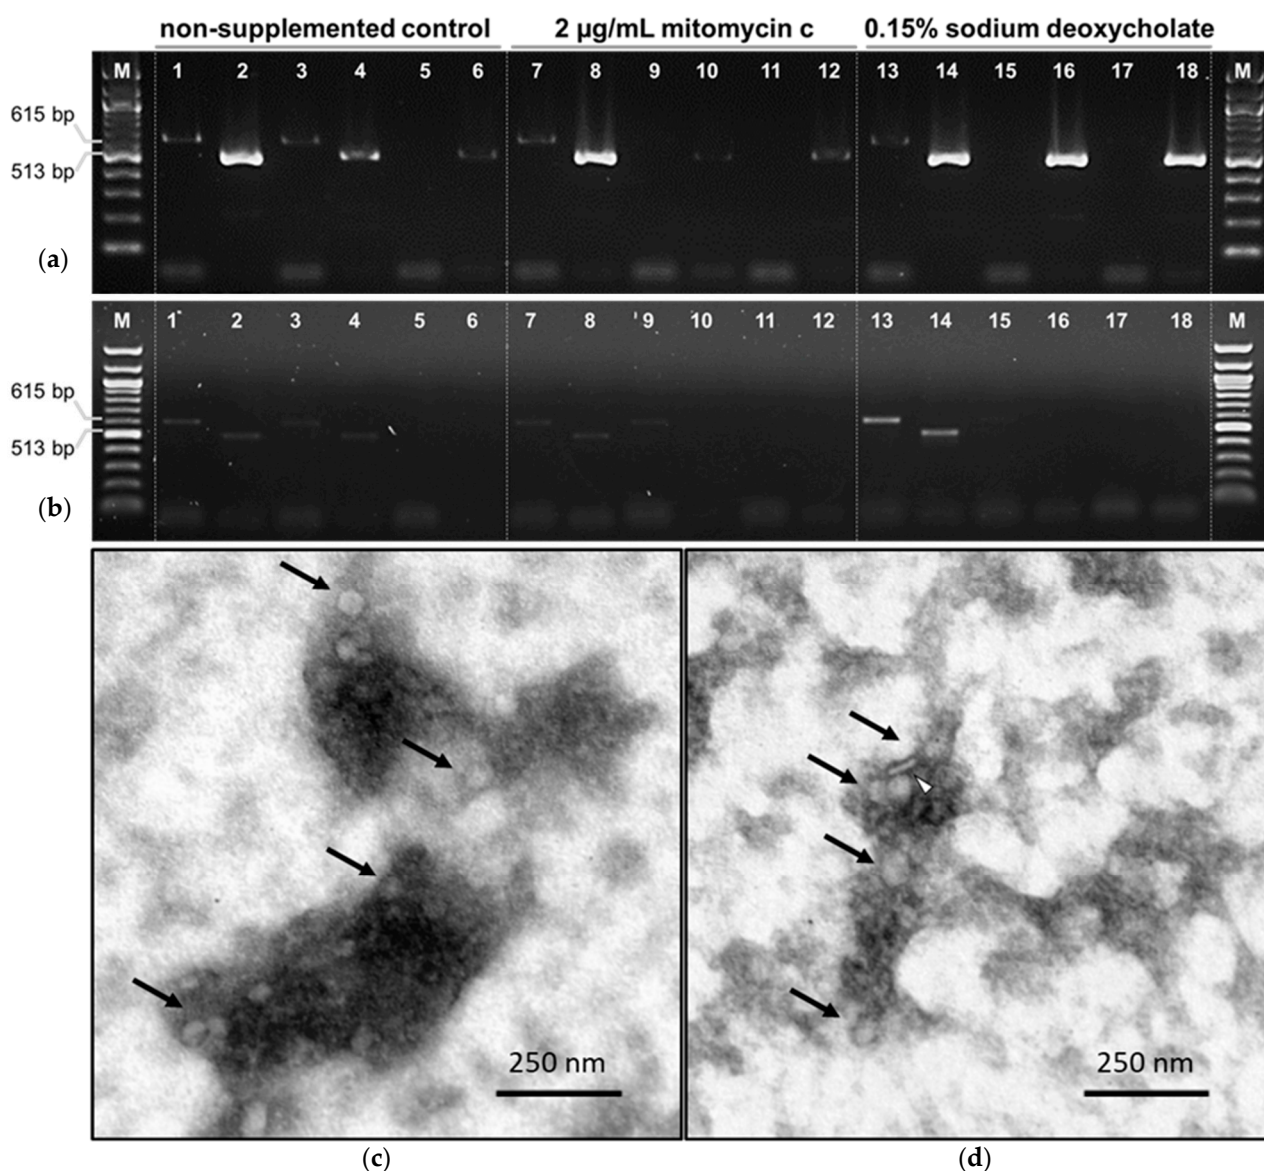 non-supplemented control 2 µg/mL mitomycin c 0.15% sodium deoxycholate
M 1 2 3 4 5 6 7 8 9 10 11 12 13 14 15 16 17 18 M
615 bp
513 bp
(a)
M 1 2 3 4 5 6 7 8 9 10 11 12 13 14 15 16 17 18 M
615 bp
513 bp
(b)
250 nm 250 nm
(c) (d)